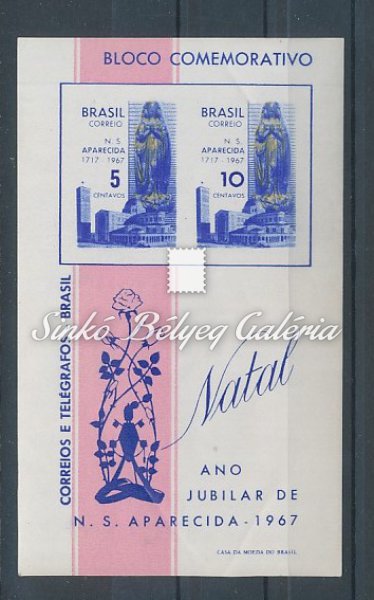 BLOCO COMEMORATIVO
BRASIL
CORREIO
N. S.
APARECIDA
1717 - 1967
5
CENTAVOS
BRASIL
CORREIO
N. S.
APARECIDA
1717 - 1967
10
CENTAVOS
CORREIOS E TELÉGRAFOS, BRASIL
Sinkó Bélyeg Galéria
Natal
ANO
JUBILAR DE
N. S. APARECIDA - 1967
CASA DA MOEDA DO BRASIL